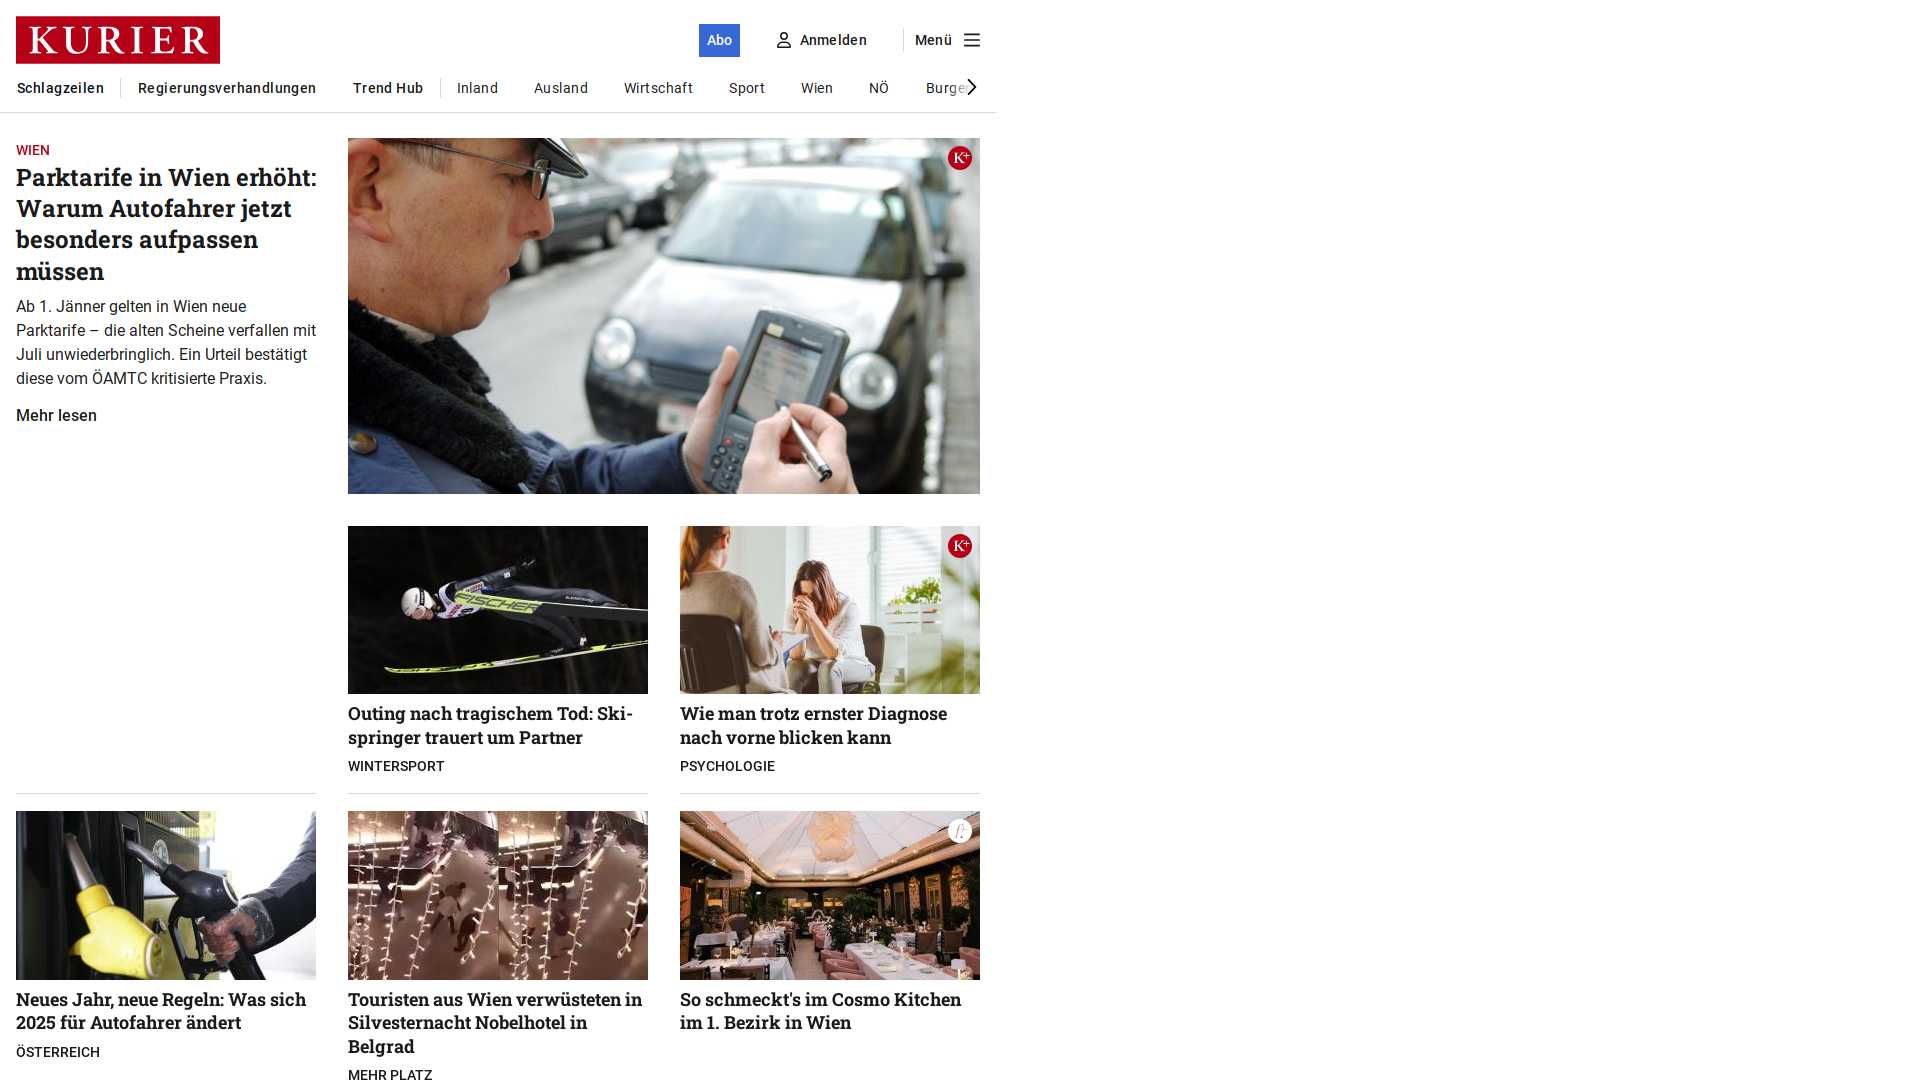 KURIER
Abo
Anmelden
Menü
Schlagzeilen
Regierungsverhandlungen
Trend Hub
Inland
Ausland
Wirtschaft
Sport
Wien
NÖ
WIEN
Parktarife in Wien erhöht:
Warum Autofahrer jetzt
besonders aufpassen
müssen
Ab 1. Jänner gelten in Wien neue
Parktarife – die alten Scheine verfallen mit
Juli unwiederbringlich. Ein Urteil bestätigt
diese vom ÖAMTC kritisierte Praxis.
Mehr lesen
K+
FISCHER
K+
Outing nach tragischem Tod: Ski-
springer trauert um Partner
WINTERSPORT
Wie man trotz ernster Diagnose
nach vorne blicken kann
PSYCHOLOGIE
Neues Jahr, neue Regeln: Was sich
2025 für Autofahrer ändert
ÖSTERREICH
Touristen aus Wien verwüsteten in
Silvesternacht Nobelhotel in
Belgrad
MEHR PLATZ
So schmeckt's im Cosmo Kitchen
im 1. Bezirk in Wien